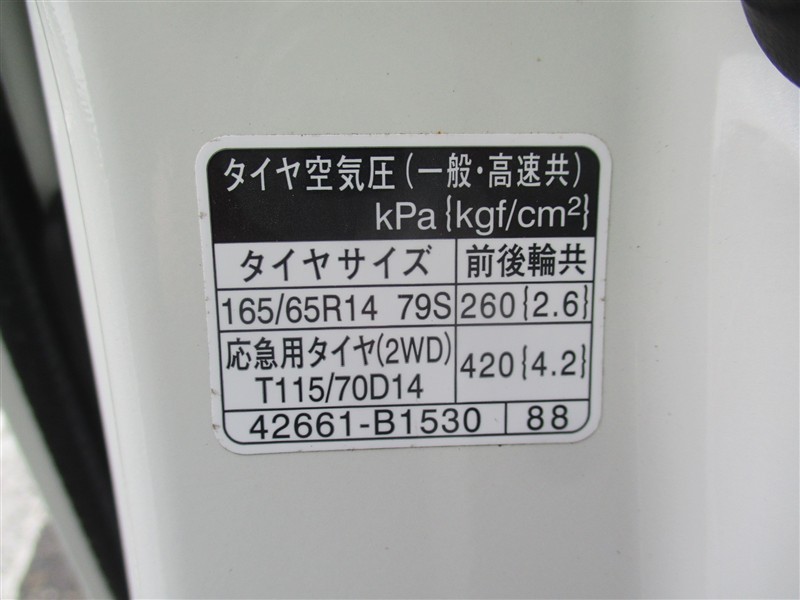 タイヤ空気圧(一般・高速共)
kPa{kgf/cm²}
タイヤサイズ 前後輪共
165/65R14 79S 260{2.6}
応急用タイヤ(2WD)
T115/70D14 420{4.2}
42661-B1530 88